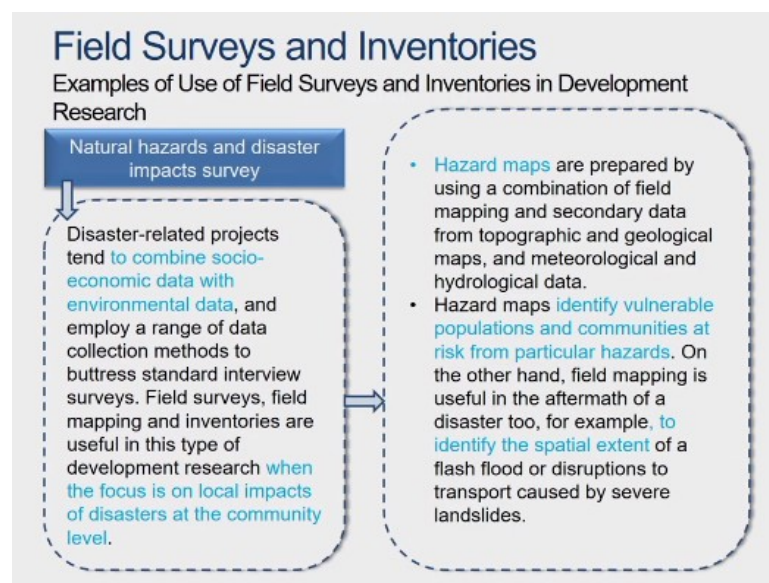 Field Surveys and Inventories
Examples of Use of Field Surveys and Inventories in Development
Research
Natural hazards and disaster
impacts survey
Disaster-related projects
tend to combine socio-
economic data with
environmental data, and
employ a range of data
collection methods to
buttress standard interview
surveys. Field surveys, field
mapping and inventories are
useful in this type of
development research when
the focus is on local impacts
of disasters at the community
level.
• Hazard maps are prepared by
using a combination of field
mapping and secondary data
from topographic and geological
maps, and meteorological and
hydrological data.
• Hazard maps identify vulnerable
populations and communities at
risk from particular hazards. On
the other hand, field mapping is
useful in the aftermath of a
disaster too, for example, to
identify the spatial extent of a
flash flood or disruptions to
transport caused by severe
landslides.